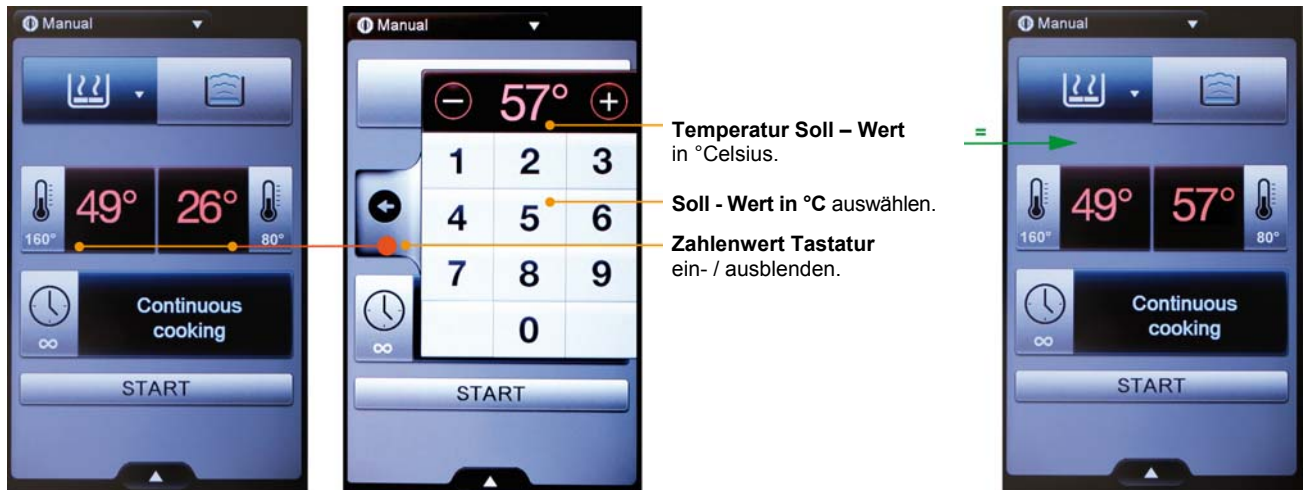 Manual
49°
26°
160°
80°
Continuous
cooking
∞
START
Manual
57°
1 2 3
4 5 6
7 8 9
0
∞
START
Temperatur Soll – Wert
in °Celsius.
Soll - Wert in °C auswählen.
Zahlenwert Tastatur
ein- / ausblenden.
=
Manual
49°
57°
160°
80°
Continuous
cooking
∞
START